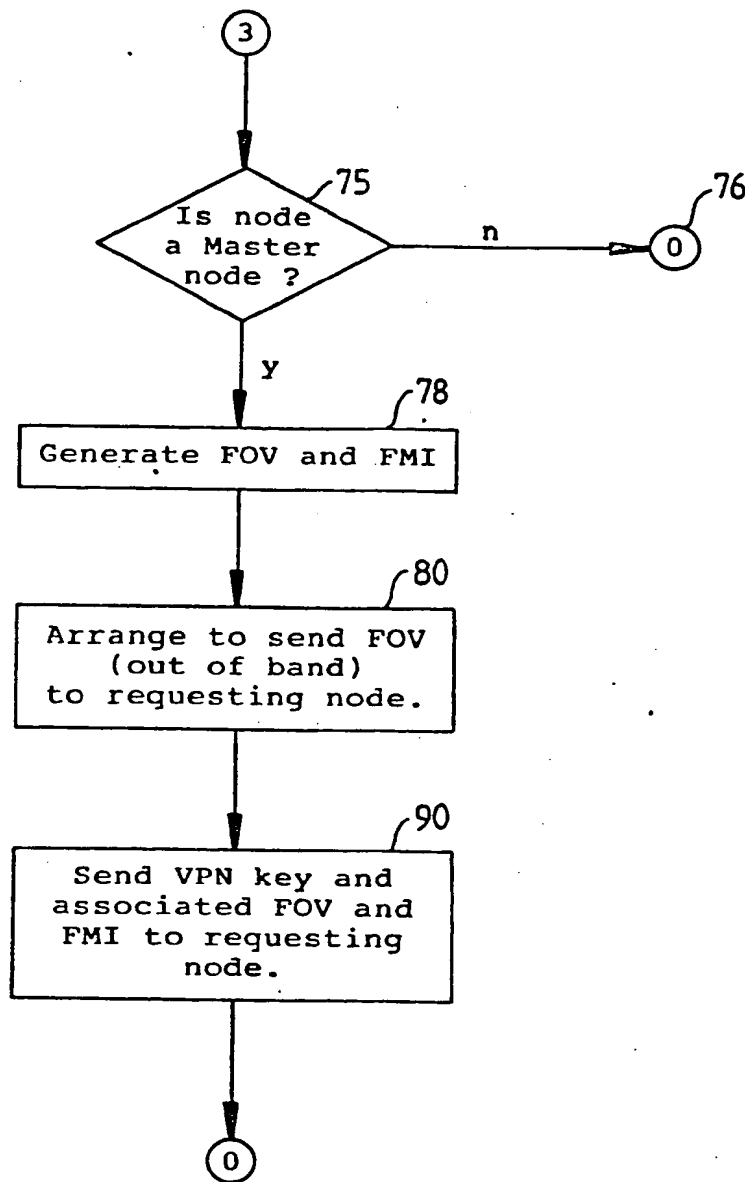 3
75
Is node
a Master
node ?
n
76
0
y
78
Generate FOV and FMI
80
Arrange to send FOV
(out of band)
to requesting node.
90
Send VPN key and
associated FOV and
FMI to requesting
node.
0